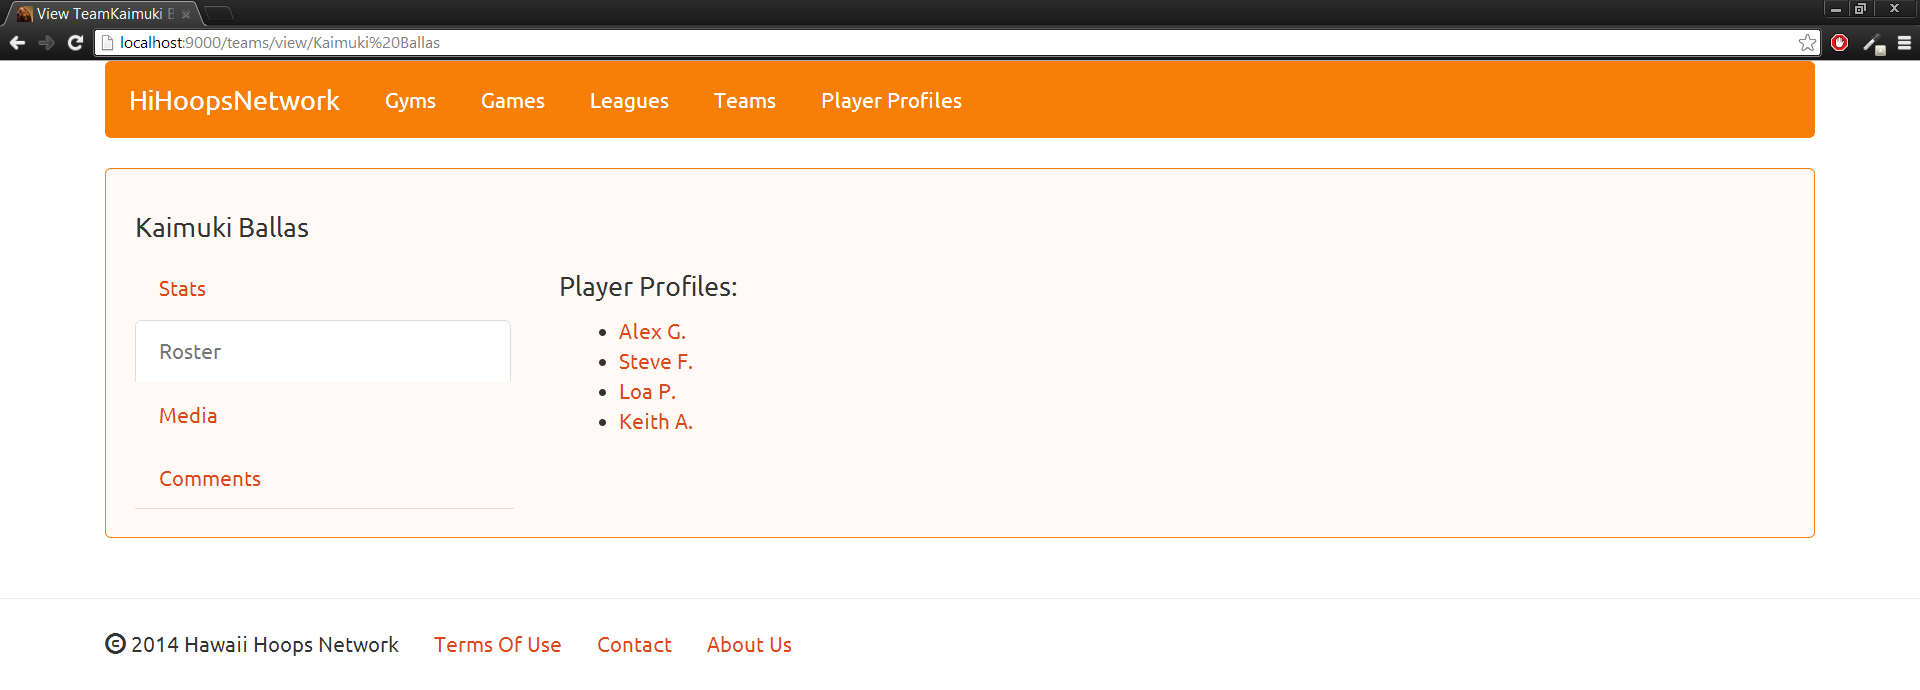 View TeamKaimuki B
localhost:9000/teams/view/Kaimuki%20Ballas
HiHoopsNetwork Gyms Games Leagues Teams Player Profiles
Kaimuki Ballas
Stats
Roster
Media
Comments
Player Profiles:
• Alex G.
• Steve F.
• Loa P.
• Keith A.
© 2014 Hawaii Hoops Network Terms Of Use Contact About Us